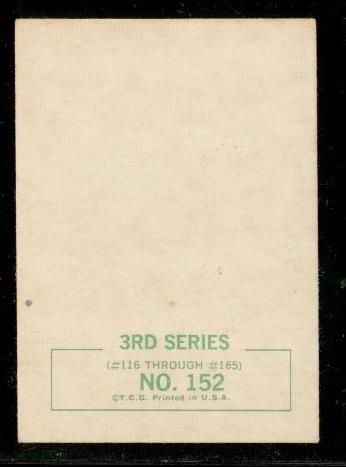 3RD SERIES
(#116 THROUGH #165)
NO. 152
©T.C.G. Printed in U.S.A.